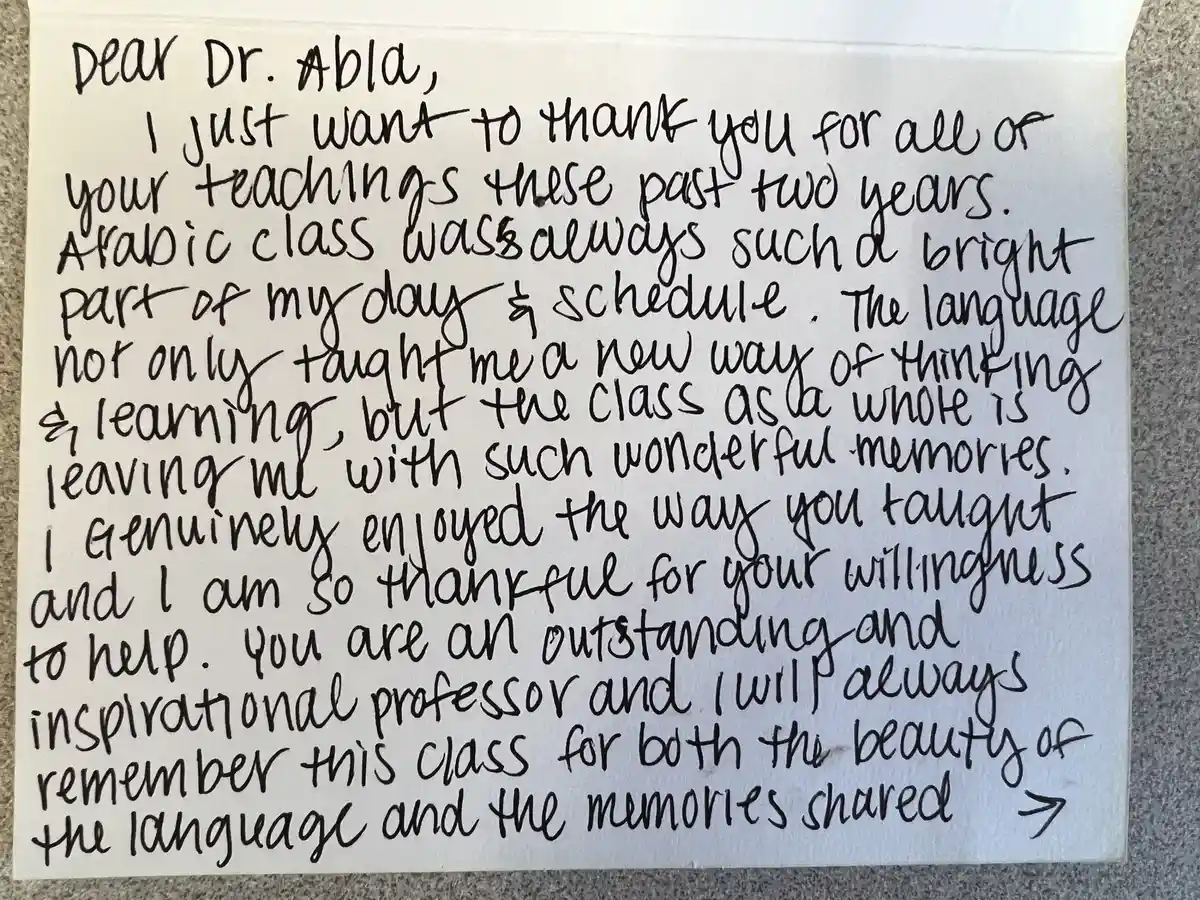 Dear Dr. Abla,
I just want to thank you for all of
your teachings these past two years.
Arabic class was always such a bright
part of my day & schedule. The language
not only taught me a new way of thinking
& learning, but the class as a whole is
leaving me with such wonderful memories.
I Genuinely enjoyed the way you taught
and I am so thankful for your willingness
to help. You are an outstanding and
inspirational professor and I will always
remember this class for both the beauty of
the language and the memories shared →